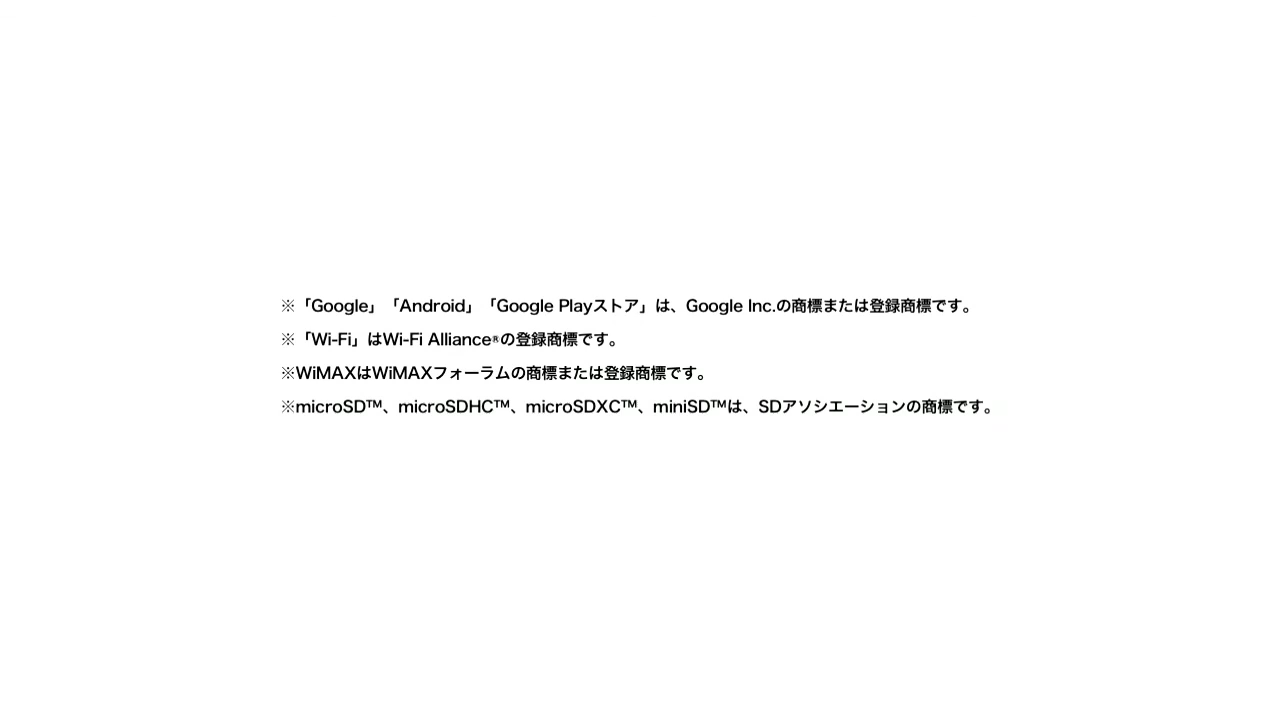 ※「Google」「Android」「Google Playストア」は、Google Inc.の商標または登録商標です。
※「Wi-Fi」はWi-Fi Alliance®の登録商標です。
※WiMAXはWiMAXフォーラムの商標または登録商標です。
※microSD™、microSDHC™、microSDXC™、miniSD™は、SDアソシエーションの商標です。